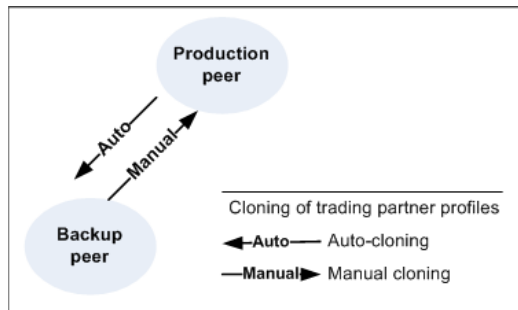 Production
peer
Auto
Manual
Backup
peer
Cloning of trading partner profiles
Auto Auto-cloning
Manual Manual cloning